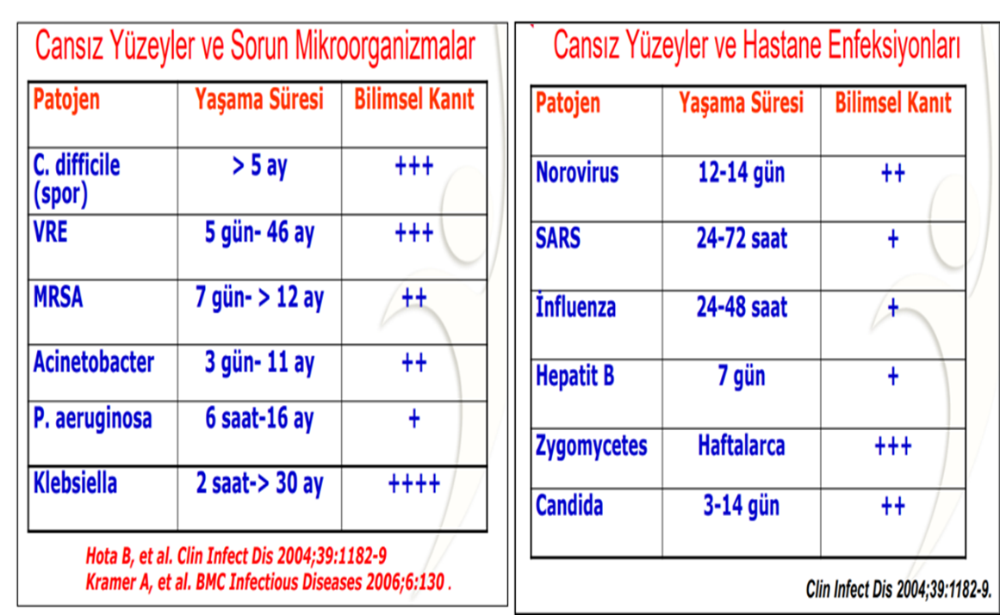 Cansız Yüzeyler ve Sorun Mikroorganizmalar
Patojen Yaşama Süresi Bilimsel Kanıt
C. difficile (spor) > 5 ay +++
VRE 5 gün- 46 ay +++
MRSA 7 gün- > 12 ay ++
Acinetobacter 3 gün- 11 ay ++
P. aeruginosa 6 saat-16 ay +
Klebsiella 2 saat-> 30 ay ++++
Hota B, et al. Clin Infect Dis 2004;39:1182-9
Kramer A, et al. BMC Infectious Diseases 2006;6:130 .
Cansız Yüzeyler ve Hastane Enfeksiyonları
Patojen Yaşama Süresi Bilimsel Kanıt
Norovirus 12-14 gün ++
SARS 24-72 saat +
İnfluenza 24-48 saat +
Hepatit B 7 gün +
Zygomycetes Haftalarca +++
Candida 3-14 gün ++
Clin Infect Dis 2004;39:1182-9.